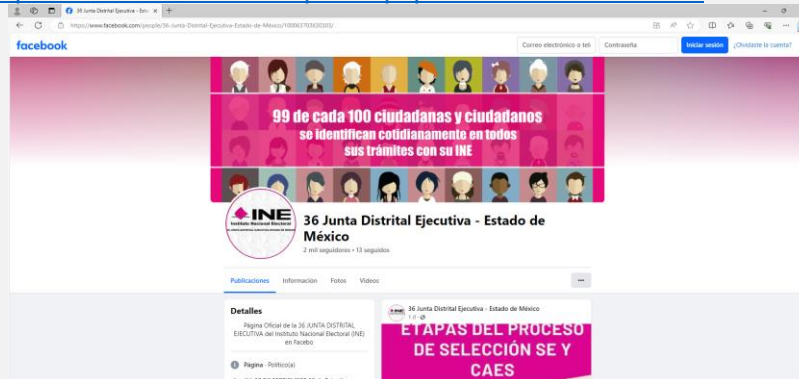 36 Junta Distrital Ejecutiva - Esta
https://www.facebook.com/people/36-Junta-Distrital-Ejecutiva-Estado-de-México/100063703630303/
facebook
Correo electrónico o telé
Contraseña
Iniciar sesión
¿Olvidaste la cuenta?
99 de cada 100 ciudadanas y ciudadanos
se identifican cotidianamente en todos
sus trámites con su INE
INE
Instituto Nacional Electoral
36 Junta Distrital Ejecutiva - Estado de
México
2 mil seguidores • 13 seguidos
Publicaciones Información Fotos Videos
Detalles
Página Oficial de la 36 JUNTA DISTRITAL
EJECUTIVA del Instituto Nacional Electoral (INE)
en Facebo
Página · Político(a)
36 Junta Distrital Ejecutiva - Estado de México
1 d
ETAPAS DEL PROCESO
DE SELECCIÓN SE Y
CAES